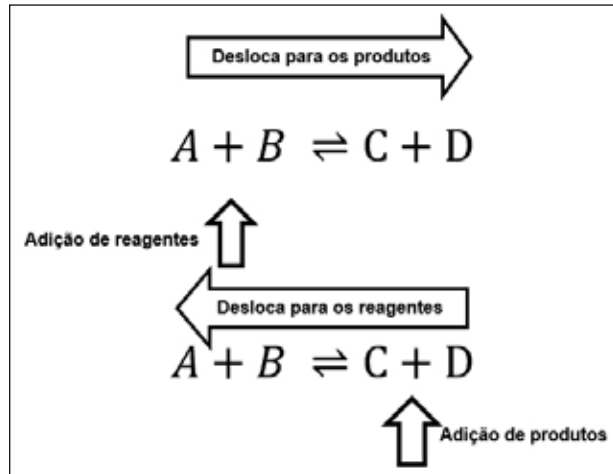 Desloca para os produtos
A + B ⇌ C + D
Adição de reagentes
Desloca para os reagentes
A + B ⇌ C + D
Adição de produtos